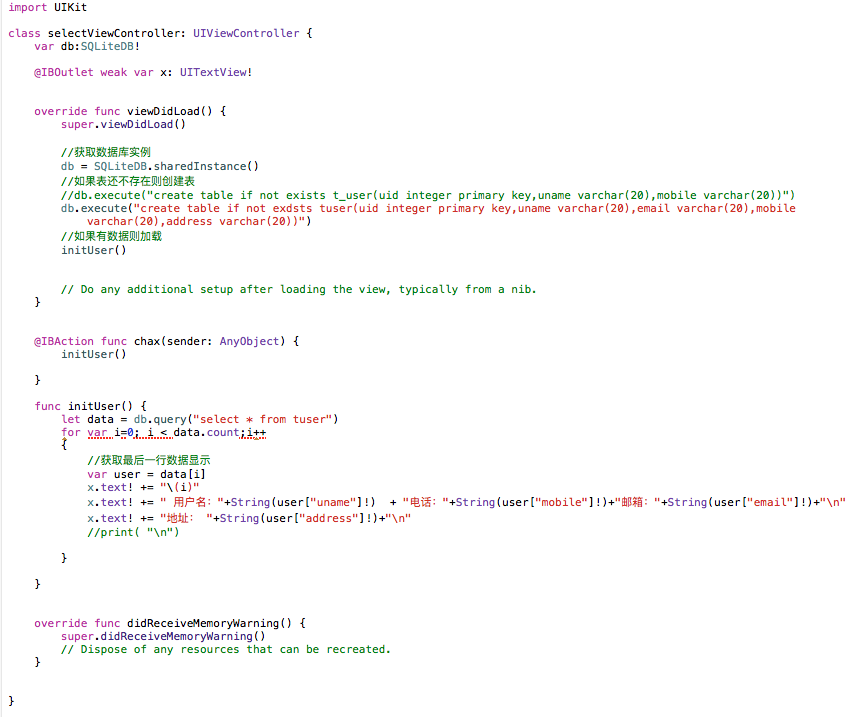 import UIKit
class selectViewController: UIViewController {
var db:SQLiteDB!
@IBOutlet weak var x: UITextView!
override func viewDidLoad() {
super.viewDidLoad()
//获取数据库实例
db = SQLiteDB.sharedInstance()
//如果表还不存在则创建表
//db.execute("create table if not exists t_user(uid integer primary key,uname varchar(20),mobile varchar(20))")
db.execute("create table if not exdsts tuser(uid integer primary key,uname varchar(20),email varchar(20),mobile
varchar(20),address varchar(20))")
//如果有数据则加载
initUser()
// Do any additional setup after loading the view, typically from a nib.
}
@IBAction func chax(sender: AnyObject) {
initUser()
}
func initUser() {
let data = db.query("select * from tuser")
for var i=0; i < data.count;i++
{
//获取最后一行数据显示
var user = data[i]
x.text! += "\(i)"
x.text! += " 用户名："+String(user["uname"]!)  + "电话："+String(user["mobile"]!)+"邮箱："+String(user["email"]!)+"\n"
x.text! += "地址： "+String(user["address"]!)+"\n"
//print( "\n")
}
}
override func didReceiveMemoryWarning() {
super.didReceiveMemoryWarning()
// Dispose of any resources that can be recreated.
}
}